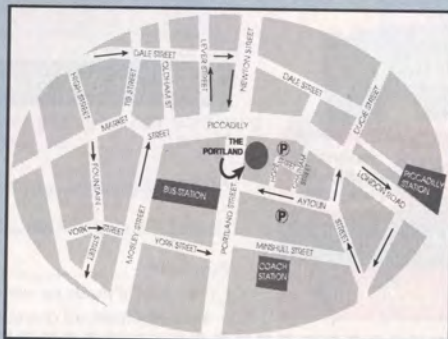 DALE STREET
LEVER STREET
NEWTON STREET
OLDHAM ST
TIB STREET
HIGH STREET
DALE STREET
DUCIE STREET
MARKET
STREET
PICCADILLY
THE
PORTLAND
P
PICCADILLY
STATION
LONDON ROAD
FOUNTAIN
STREET
BUS STATION
AYTOUN
STREET
P
YORK STREET
MOSLEY STREET
YORK STREET
PORTLAND STREET
MINSHULL STREET
COACH
STATION